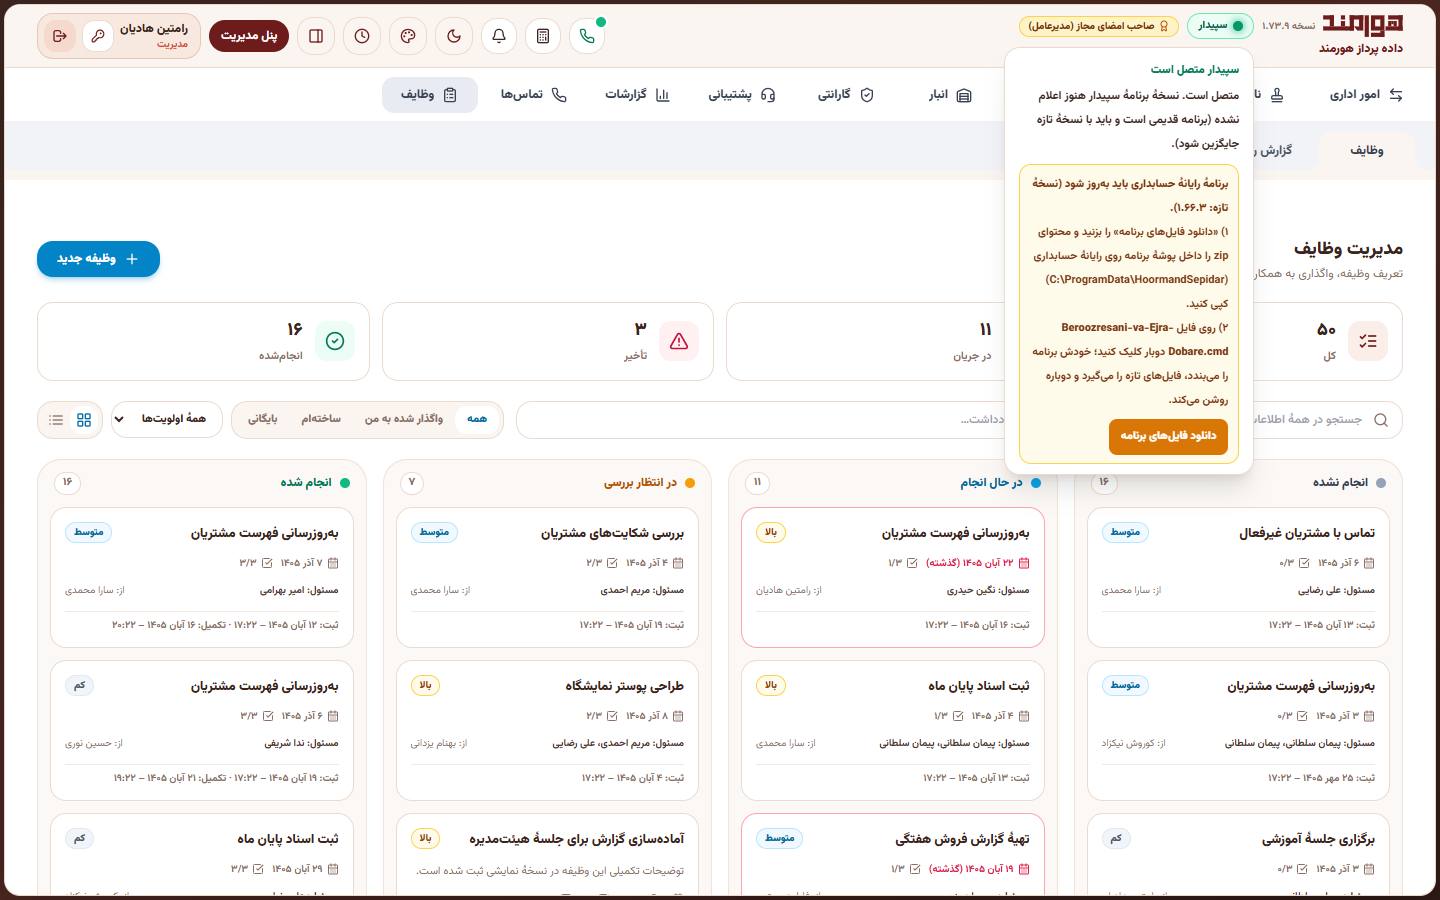 هورمند
داده پرداز هورمند
نسخه ۱.۷۳.۹
سپیدار
صاحب امضای مجاز (مدیرعامل)
پنل مدیریت
رامتین هادیان
مدیریت
امور اداری
انبار
گارانتی
پشتیبانی
گزارشات
تماس‌ها
وظایف
وظایف
سپیدار متصل است
متصل است. نسخهٔ برنامهٔ سپیدار هنوز اعلام
نشده (برنامه قدیمی است و باید با نسخهٔ تازه
جایگزین شود).
برنامهٔ رایانهٔ حسابداری باید به‌روز شود (نسخهٔ
تازه: ۱.۶۶.۳).
۱) «دانلود فایل‌های برنامه» را بزنید و محتوای
zip را داخل پوشهٔ برنامه روی رایانهٔ حسابداری
(C:\ProgramData\HoormandSepidar)
کپی کنید.
۲) روی فایل Beroozresani-va-Ejra-
Dobare.cmd دوبار کلیک کنید؛ خودش برنامه
را می‌بندد، فایل‌های تازه را می‌گیرد و دوباره
روشن می‌کند.
دانلود فایل‌های برنامه
گزارش
مدیریت وظایف
تعریف وظیفه، واگذاری به همکار
وظیفه جدید
۵۰
کل
۱۱
در جریان
۳
تأخیر
۱۶
انجام‌شده
جستجو در همهٔ
همه
واگذار شده به من
ساخته‌ام
بایگانی
همهٔ اولویت‌ها
انجام نشده
۱۶
تماس با مشتریان غیرفعال
متوسط
۶ آذر ۱۴۰۵
۰/۳
مسئول: علی رضایی
از: سارا محمدی
ثبت: ۱۳ آبان ۱۴۰۵ – ۱۷:۲۲
به‌روزرسانی فهرست مشتریان
متوسط
۳ آذر ۱۴۰۵
۰/۳
مسئول: پیمان سلطانی، پیمان سلطانی
از: کوروش نیکزاد
ثبت: ۲۵ مهر ۱۴۰۵ – ۱۷:۲۲
برگزاری جلسهٔ آموزشی
کم
۳ آذر ۱۴۰۵
۰/۳
در حال انجام
۱۱
به‌روزرسانی فهرست مشتریان
بالا
۲۲ آبان ۱۴۰۵ (گذشته)
۱/۳
مسئول: نگین حیدری
از: رامتین هادیان
ثبت: ۱۶ آبان ۱۴۰۵ – ۱۷:۲۲
ثبت اسناد پایان ماه
بالا
۴ آذر ۱۴۰۵
۱/۳
مسئول: پیمان سلطانی، پیمان سلطانی
از: سارا محمدی
ثبت: ۱۳ آبان ۱۴۰۵ – ۱۷:۲۲
تهیهٔ گزارش فروش هفتگی
متوسط
۱۹ آبان ۱۴۰۵ (گذشته)
۱/۳
در انتظار بررسی
۷
بررسی شکایت‌های مشتریان
متوسط
۴ آذر ۱۴۰۵
۲/۳
مسئول: مریم احمدی
از: سارا محمدی
ثبت: ۱۹ آبان ۱۴۰۵ – ۱۷:۲۲
طراحی پوستر نمایشگاه
بالا
۸ آذر ۱۴۰۵
۲/۳
مسئول: مریم احمدی، علی رضایی
از: بهنام یزدانی
ثبت: ۴ آبان ۱۴۰۵ – ۱۷:۲۲
آماده‌سازی گزارش برای جلسهٔ هیئت‌مدیره
بالا
توضیحات تکمیلی این وظیفه در نسخهٔ نمایشی ثبت شده است.
انجام شده
۱۶
به‌روزرسانی فهرست مشتریان
متوسط
۷ آذر ۱۴۰۵
۳/۳
مسئول: امیر بهرامی
از: سارا محمدی
ثبت: ۱۲ آبان ۱۴۰۵ – ۱۷:۲۲ · تکمیل: ۱۶ آبان ۱۴۰۵ – ۲۰:۲۲
به‌روزرسانی فهرست مشتریان
کم
۶ آذر ۱۴۰۵
۳/۳
مسئول: ندا شریفی
از: حسین نوری
ثبت: ۱۹ آبان ۱۴۰۵ – ۱۷:۲۲ · تکمیل: ۲۱ آبان ۱۴۰۵ – ۱۹:۲۲
ثبت اسناد پایان ماه
کم
۲۹ آبان ۱۴۰۵
۳/۳